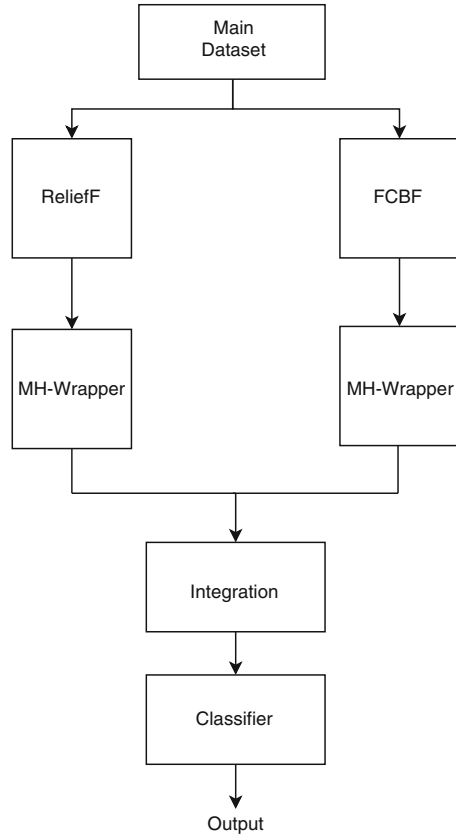 Main
Dataset
ReliefF
FCBF
MH-Wrapper
MH-Wrapper
Integration
Classifier
Output